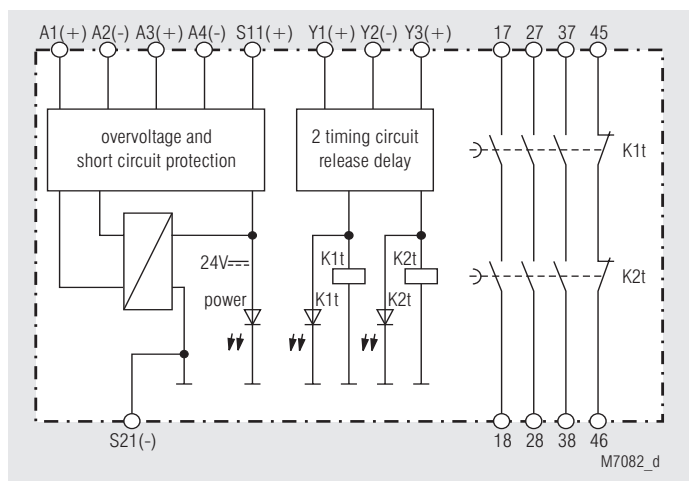 A1(+) A2(-) A3(+) A4(-) S11(+) Y1(+) Y2(-) Y3(+) 17 27 37 45
overvoltage and
short circuit protection
2 timing circuit
release delay
K1t
24V
K1t
K2t
K2t
power
K1t
K2t
S21(-)
18 28 38 46
M7082_d